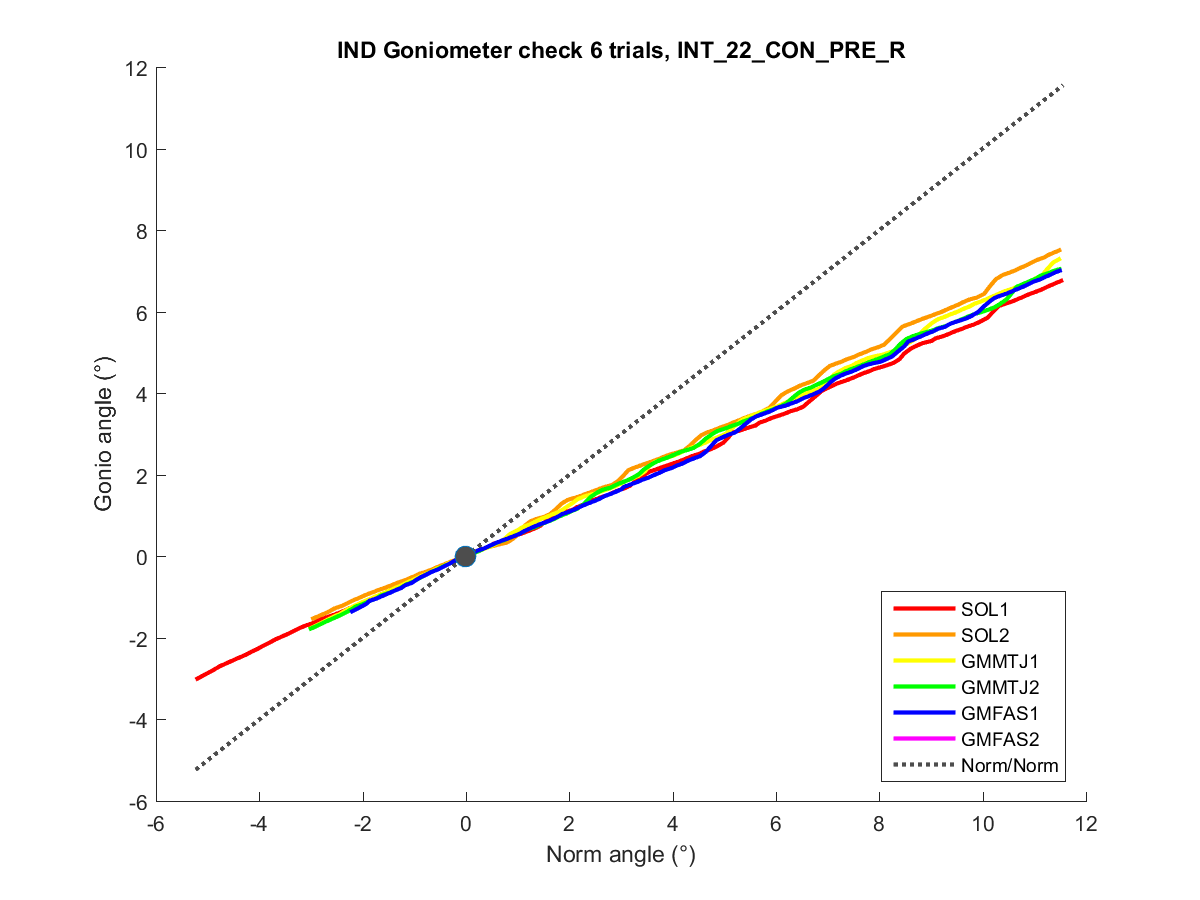 IND Goniometer check 6 trials, INT_22_CON_PRE_R
12
10
8
6
4
2
0
-2
-4
-6
Gonio angle (°)
-6 -4 -2 0 2 4 6 8 10 12
Norm angle (°)
SOL1
SOL2
GMMTJ1
GMMTJ2
GMFAS1
GMFAS2
Norm/Norm